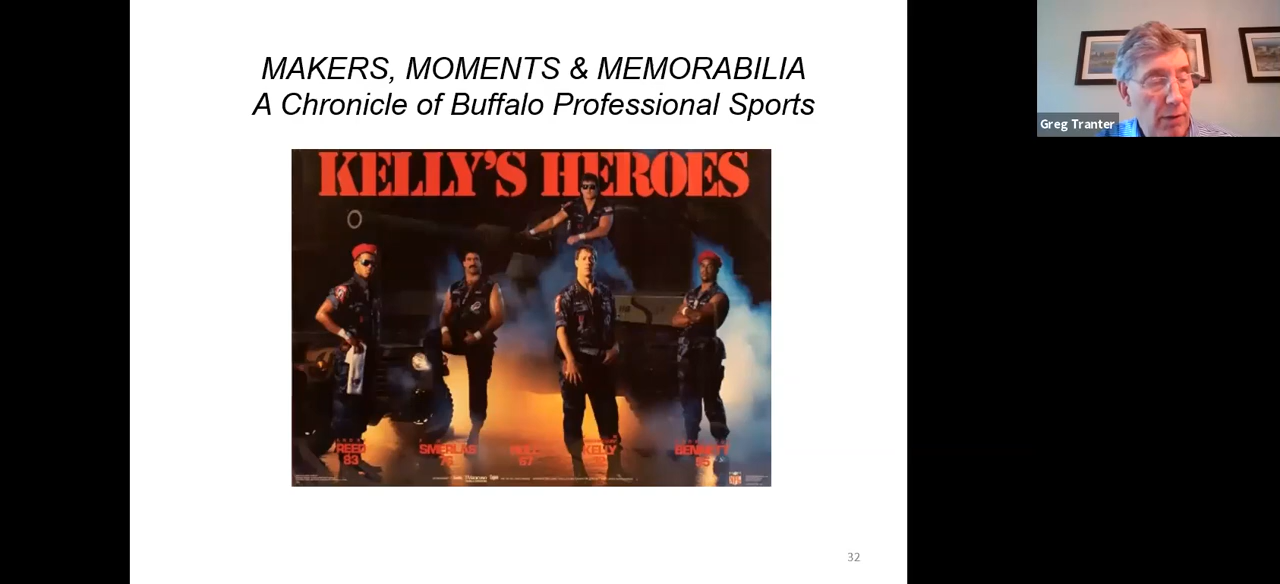 MAKERS, MOMENTS & MEMORABILIA
A Chronicle of Buffalo Professional Sports
Greg Tranter
KELLY'S HEROES
REED
83
SMERLAS
76
67
KELLY
BENNETT
32